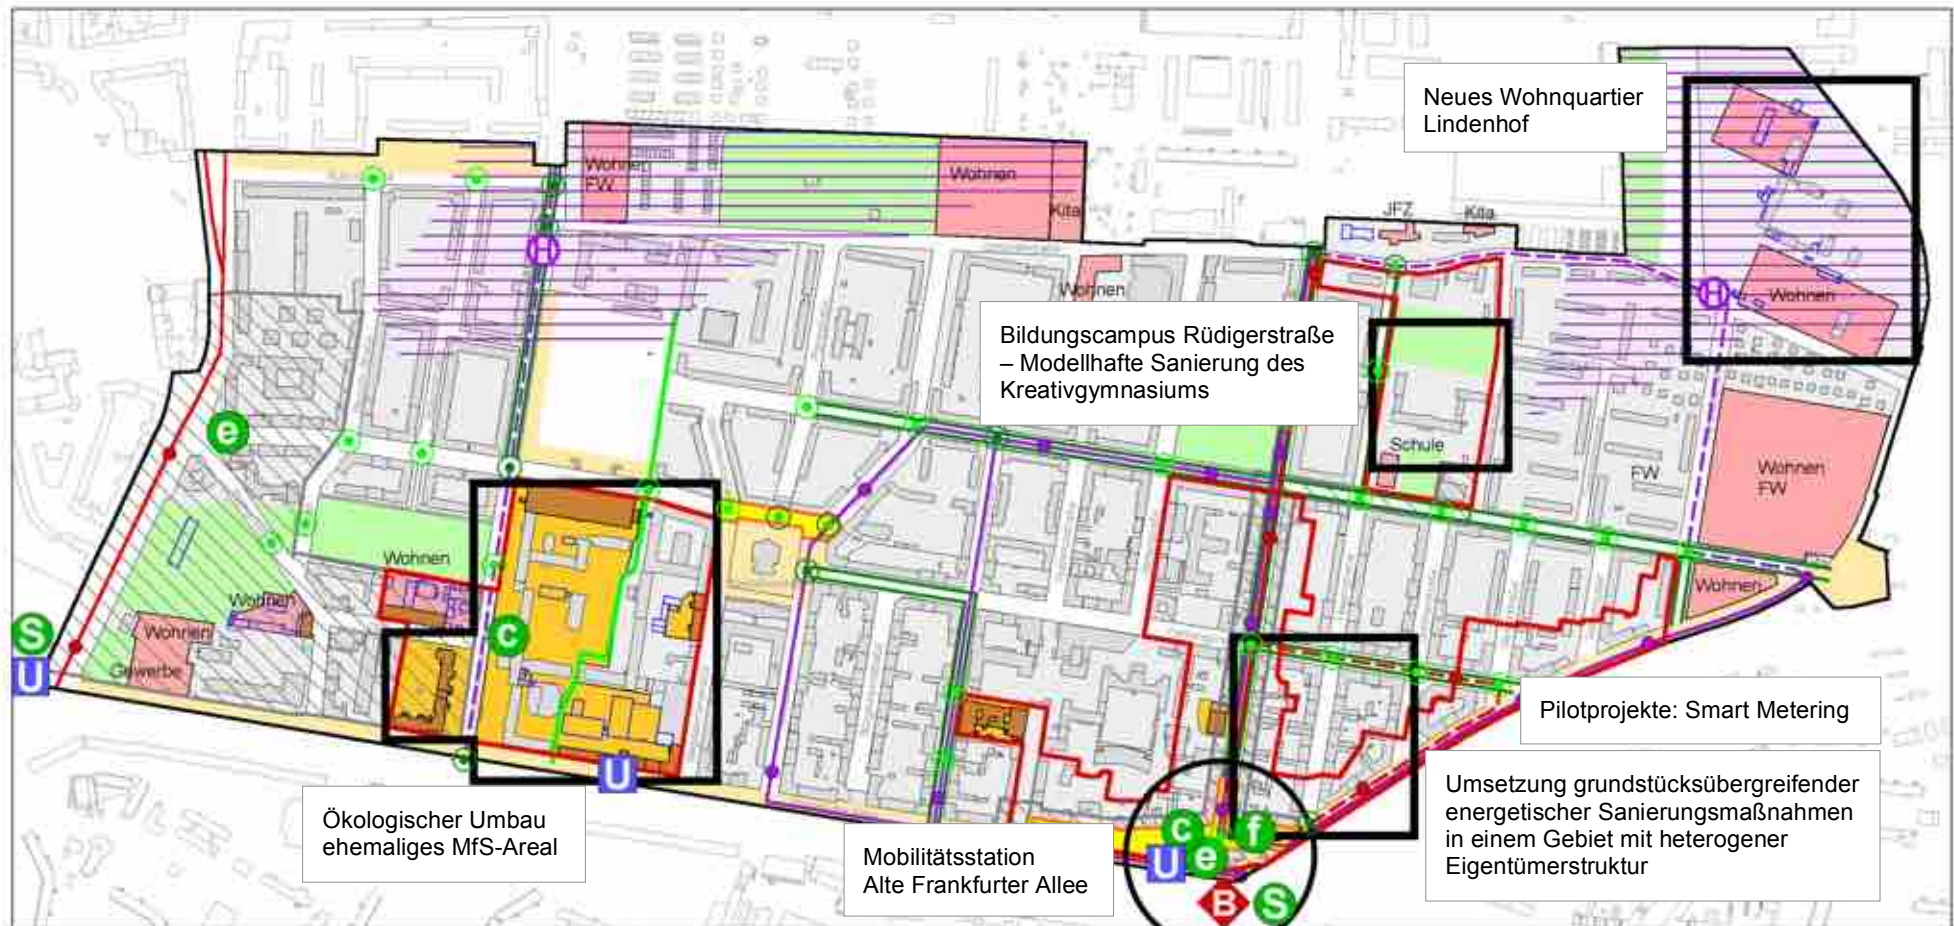 Neues Wohnquartier
Lindenhof
Wohnen
FW
Wohnen
Kita
JFZ
Kita
H
H
Wohnen
Wohnen
Bildungscampus Rüdigerstraße
– Modellhafte Sanierung des
Kreativgymnasiums
e
Schule
FW
Wohnen
FW
Wohnen
Wohnen
Wohnen
Wohnen
Gewerbe
c
S
U
U
Pilotprojekte: Smart Metering
Umsetzung grundstücksübergreifender
energetischer Sanierungsmaßnahmen
in einem Gebiet mit heterogener
Eigentümerstruktur
Ökologischer Umbau
ehemaliges MfS-Areal
Mobilitätsstation
Alte Frankfurter Allee
c
f
U
e
B
S